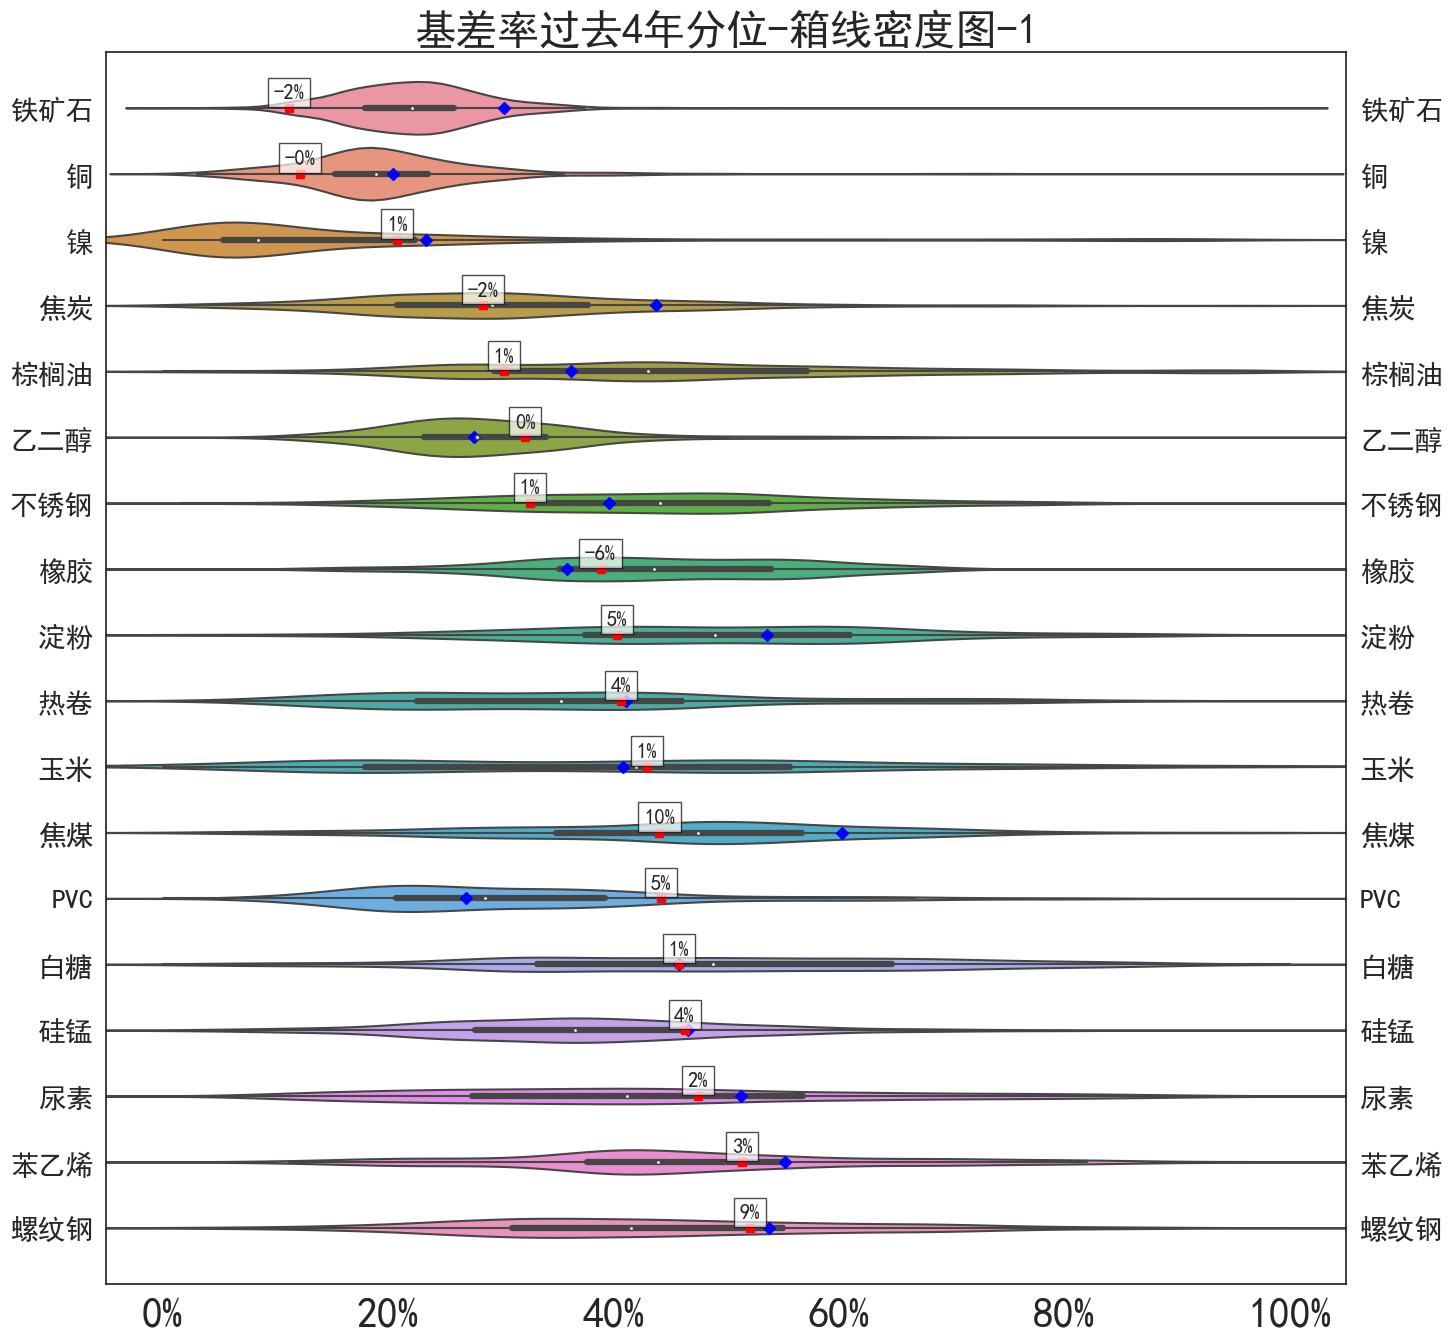 基差率过去4年分位-箱线密度图-1
铁矿石 -2% 铁矿石
铜 -0% 铜
镍 1% 镍
焦炭 -2% 焦炭
棕榈油 1% 棕榈油
乙二醇 0% 乙二醇
不锈钢 1% 不锈钢
橡胶 -6% 橡胶
淀粉 5% 淀粉
热卷 4% 热卷
玉米 1% 玉米
焦煤 10% 焦煤
PVC 5% PVC
白糖 1% 白糖
硅锰 4% 硅锰
尿素 2% 尿素
苯乙烯 3% 苯乙烯
螺纹钢 9% 螺纹钢
0% 20% 40% 60% 80% 100%